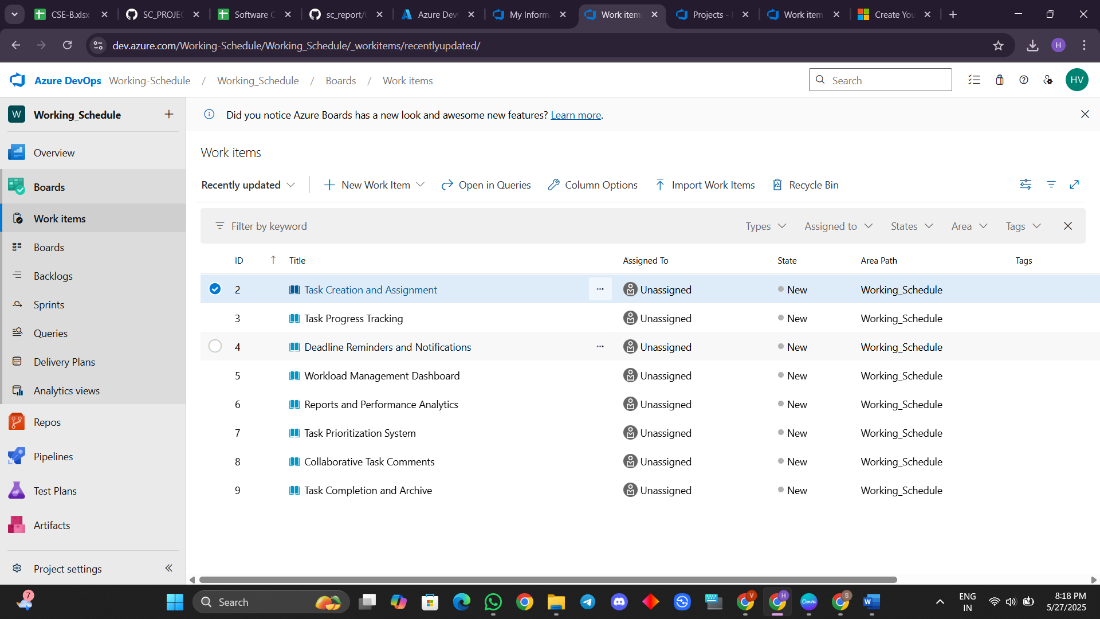 CSE-B.xlsx
SC_PROJE
Software C
sc_report/
Azure Dev
My Inform
Work item
Projects -
Work item
Create You
dev.azure.com/Working-Schedule/Working_Schedule/_workitems/recentlyupdated/
H
Azure DevOps Working-Schedule / Working_Schedule / Boards / Work items
Search
HV
W Working_Schedule
Did you notice Azure Boards has a new look and awesome new features? Learn more.
Overview
Boards
Work items
Boards
Backlogs
Sprints
Queries
Delivery Plans
Analytics views
Repos
Pipelines
Test Plans
Artifacts
Project settings
Work items
Recently updated New Work Item Open in Queries Column Options Import Work Items Recycle Bin
Filter by keyword Types Assigned to States Area Tags
ID Title Assigned To State Area Path Tags
2 Task Creation and Assignment Unassigned New Working_Schedule
3 Task Progress Tracking Unassigned New Working_Schedule
4 Deadline Reminders and Notifications Unassigned New Working_Schedule
5 Workload Management Dashboard Unassigned New Working_Schedule
6 Reports and Performance Analytics Unassigned New Working_Schedule
7 Task Prioritization System Unassigned New Working_Schedule
8 Collaborative Task Comments Unassigned New Working_Schedule
9 Task Completion and Archive Unassigned New Working_Schedule
7
Search
ENG
IN
8:18 PM
5/27/2025